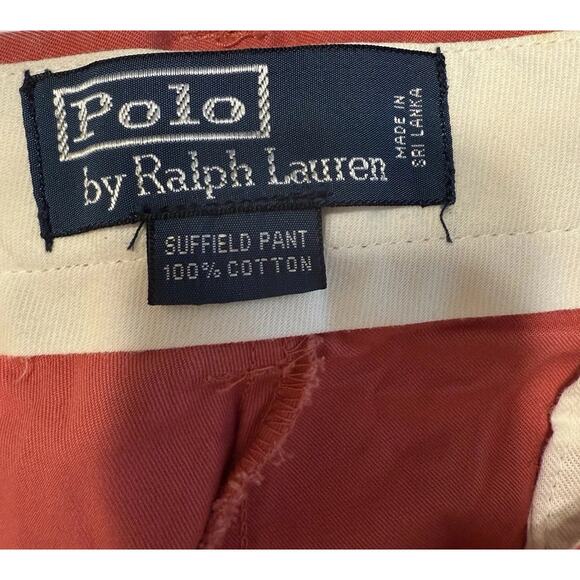 Polo
by Ralph Lauren
MADE IN
SRI LANKA
SUFFIELD PANT
100% COTTON